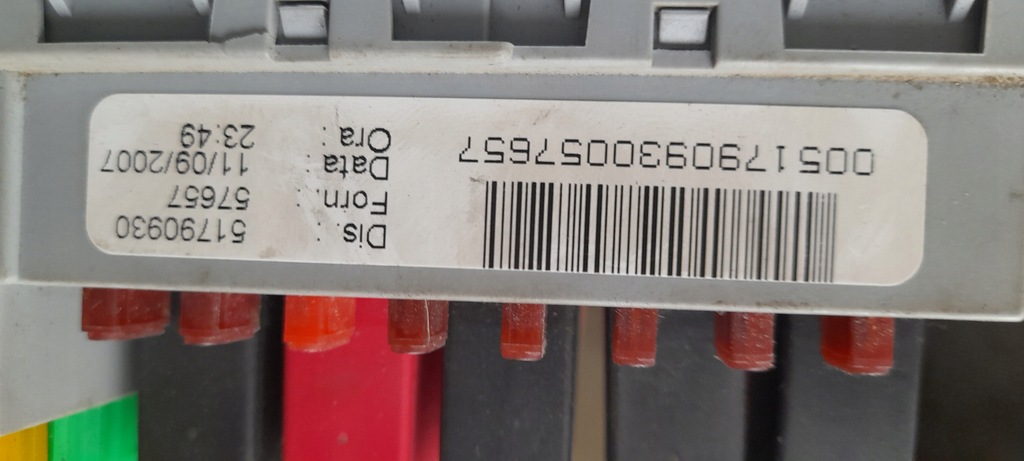 0051790930057657
Dis. : 51790930
Forn. : 57657
Data : 11/09/2007
Ora : 23:49